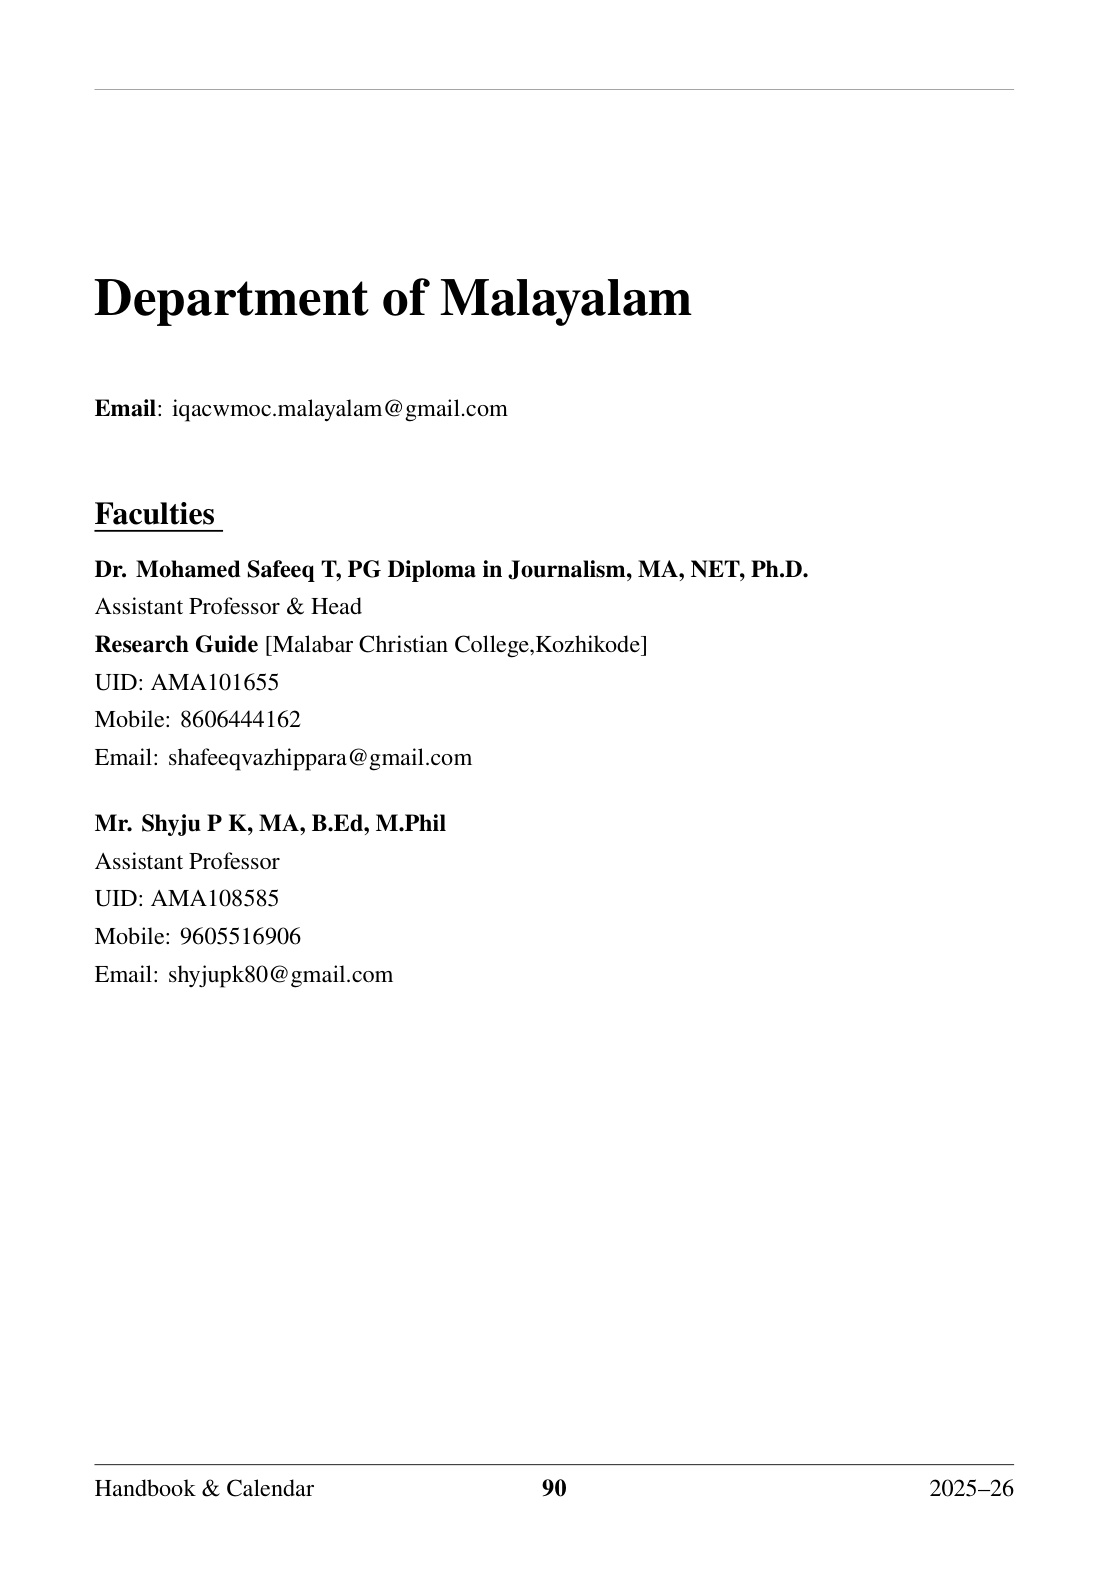 Department of Malayalam
Email: iqacwmoc.malayalam@gmail.com
Faculties
Dr. Mohamed Safeeq T, PG Diploma in Journalism, MA, NET, Ph.D.
Assistant Professor & Head
Research Guide [Malabar Christian College,Kozhikode]
UID: AMA101655
Mobile: 8606444162
Email: shafeeqvazhippara@gmail.com
Mr. Shyju P K, MA, B.Ed, M.Phil
Assistant Professor
UID: AMA108585
Mobile: 9605516906
Email: shyjupk80@gmail.com
Handbook & Calendar 90 2025–26